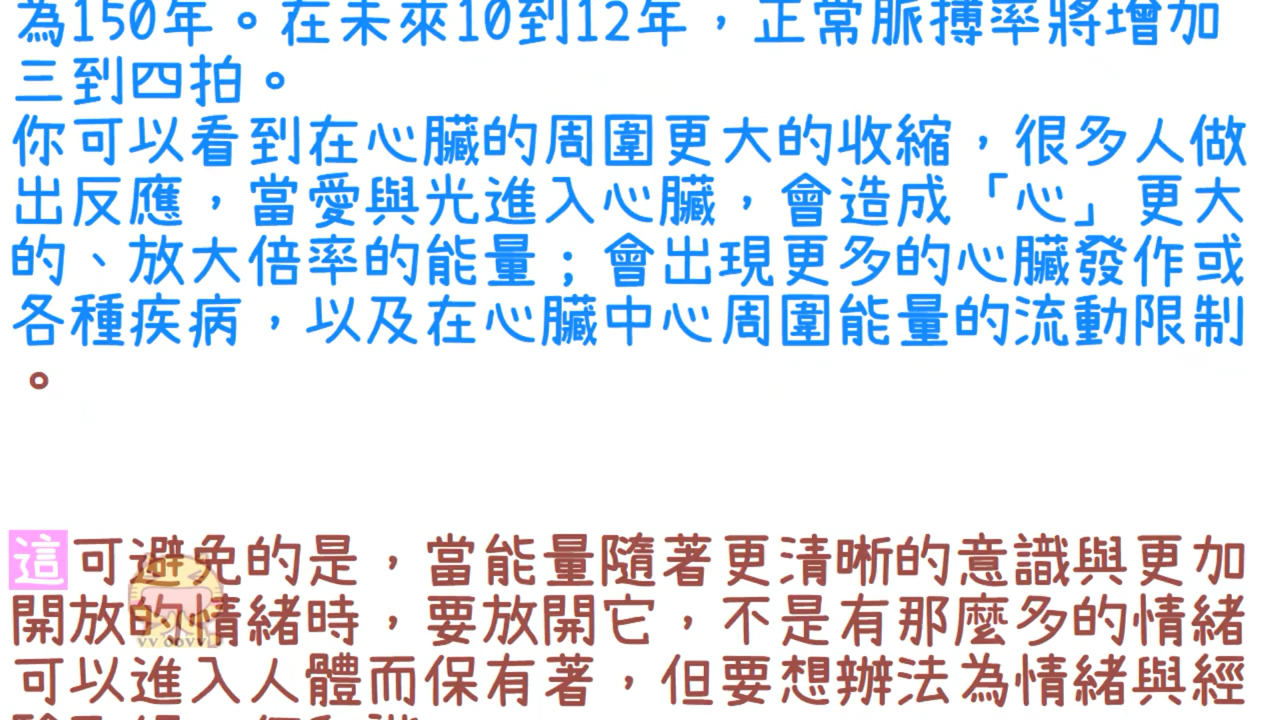 為150年。在未來10到12年，正常脈搏率將增加
三到四拍。
你可以看到在心臟的周圍更大的收縮，很多人做
出反應，當愛與光進入心臟，會造成「心」更大
的、放大倍率的能量；會出現更多的心臟發作或
各種疾病，以及在心臟中心周圍能量的流動限制
。
這可避免的是，當能量隨著更清晰的意識與更加
開放的情緒時，要放開它，不是有那麼多的情緒
可以進入人體而保有著，但要想辦法為情緒與經